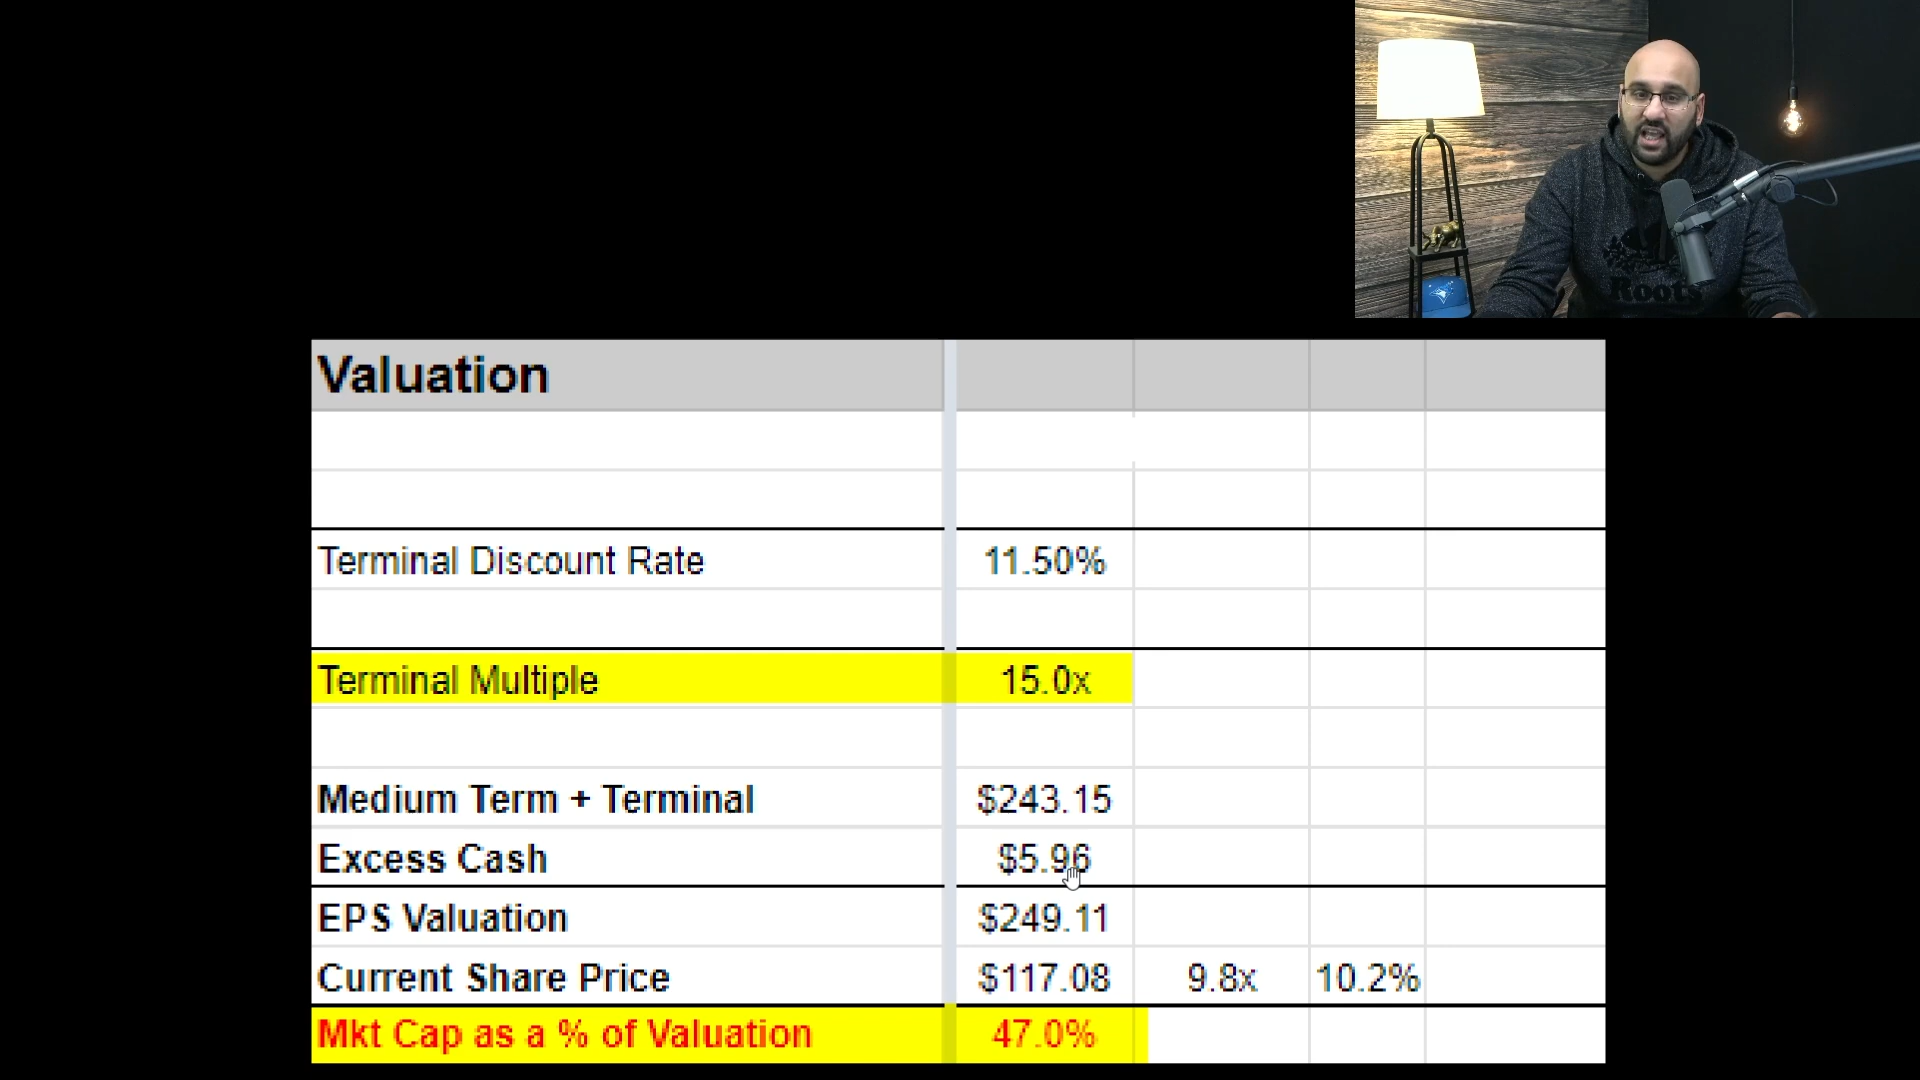 Roots
Valuation
Terminal Discount Rate 11.50%
Terminal Multiple 15.0x
Medium Term + Terminal $243.15
Excess Cash $5.96
EPS Valuation $249.11
Current Share Price $117.08 9.8x 10.2%
Mkt Cap as a % of Valuation 47.0%